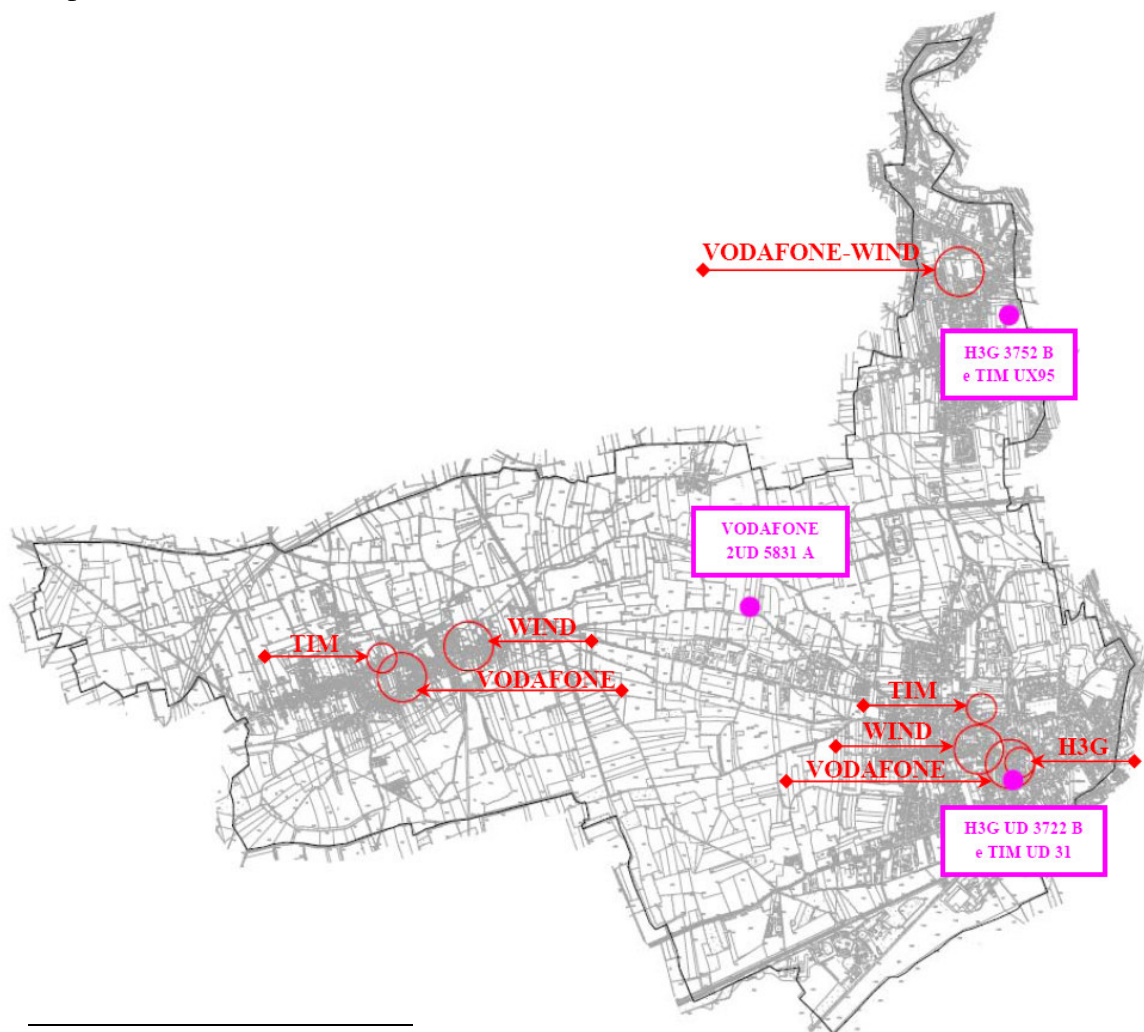 VODAFONE-WIND
H3G 3752 B
e TIM UX95
VODAFONE
2UD 5831 A
WIND
TIM
VODAFONE
TIM
WIND
H3G
VODAFONE
H3G UD 3722 B
e TIM UD 31